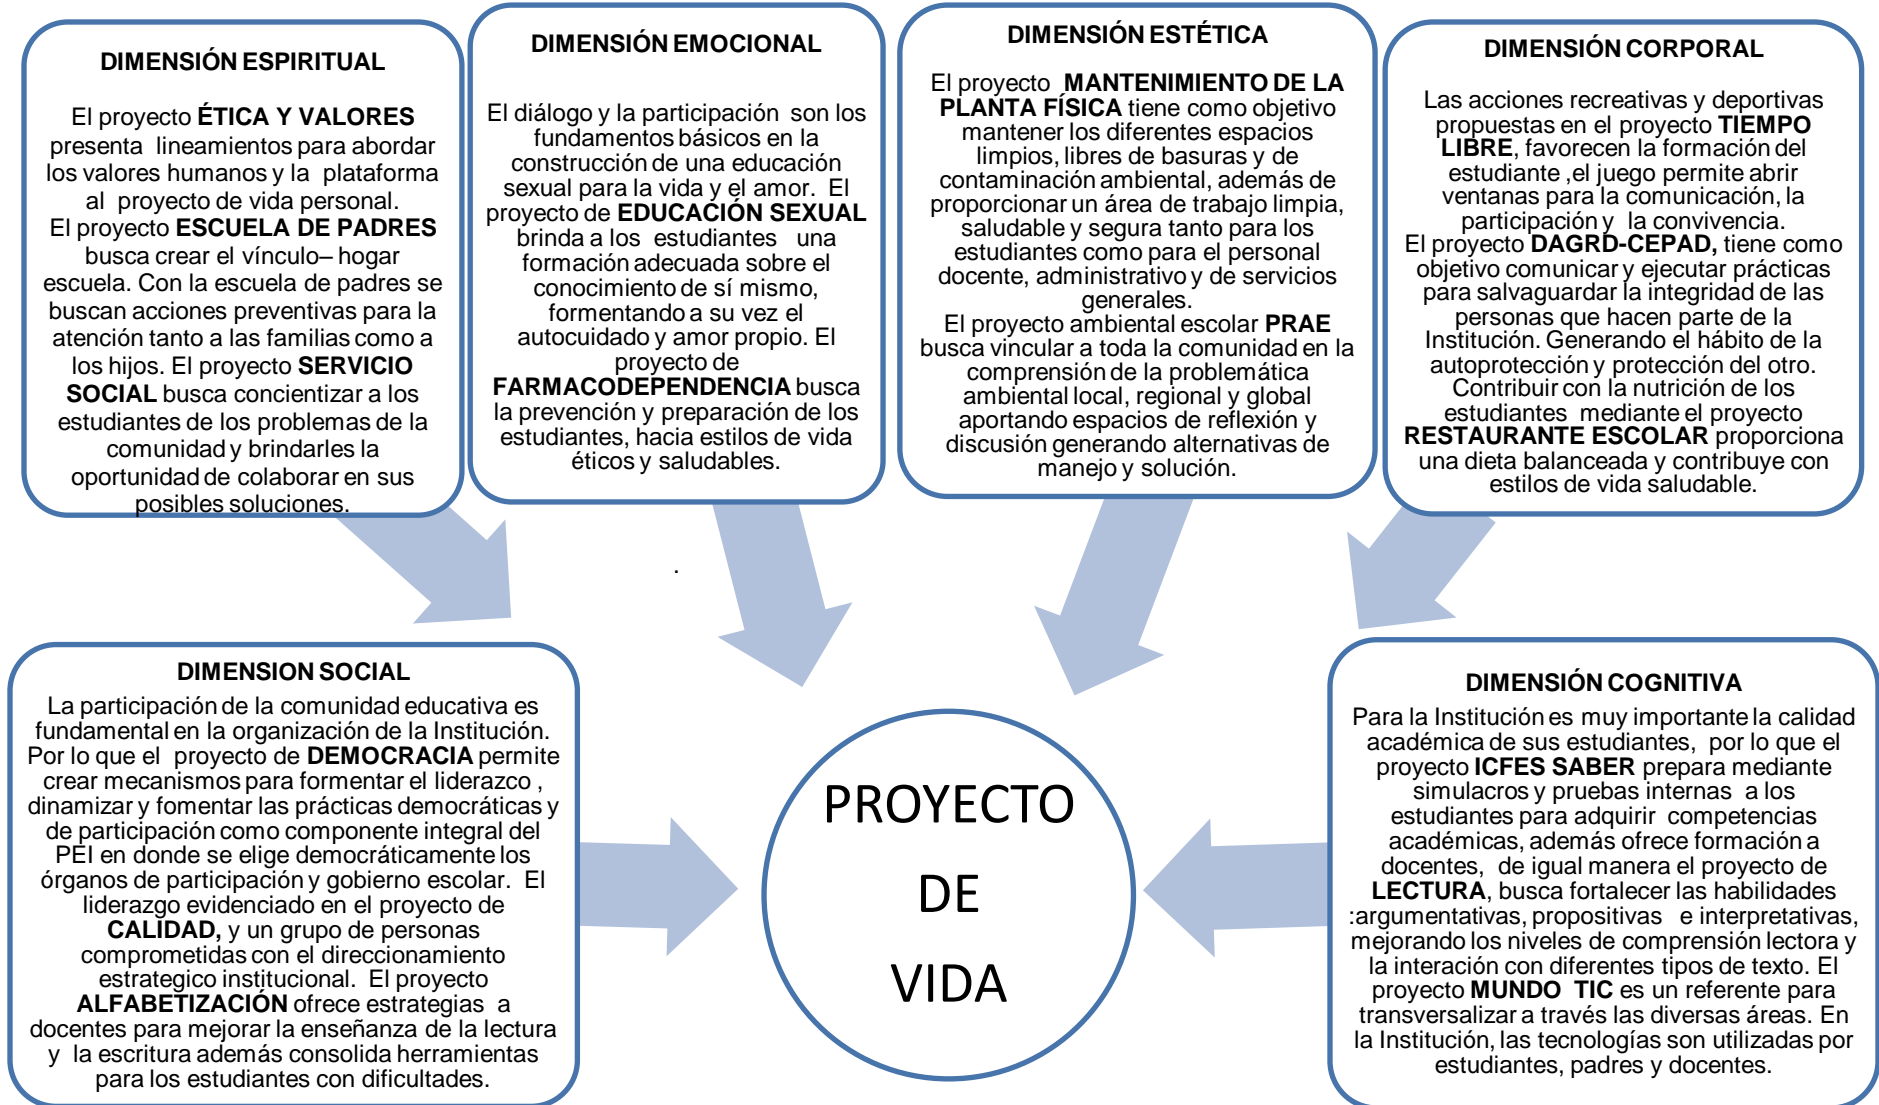 DIMENSIÓN ESPIRITUAL
El proyecto ÉTICA Y VALORES
presenta lineamientos para abordar
los valores humanos y la plataforma
al proyecto de vida personal.
El proyecto ESCUELA DE PADRES
busca crear el vínculo– hogar
escuela. Con la escuela de padres se
buscan acciones preventivas para la
atención tanto a las familias como a
los hijos. El proyecto SERVICIO
SOCIAL busca concientizar a los
estudiantes de los problemas de la
comunidad y brindarles la
oportunidad de colaborar en sus
posibles soluciones.
DIMENSIÓN EMOCIONAL
El diálogo y la participación son los
fundamentos básicos en la
construcción de una educación
sexual para la vida y el amor. El
proyecto de EDUCACIÓN SEXUAL
brinda a los estudiantes una
formación adecuada sobre el
conocimiento de sí mismo,
formentando a su vez el
autocuidado y amor propio. El
proyecto de
FARMACODEPENDENCIA busca
la prevención y preparación de los
estudiantes, hacia estilos de vida
éticos y saludables.
DIMENSIÓN ESTÉTICA
El proyecto MANTENIMIENTO DE LA
PLANTA FÍSICA tiene como objetivo
mantener los diferentes espacios
limpios, libres de basuras y de
contaminación ambiental, además de
proporcionar un área de trabajo limpia,
saludable y segura tanto para los
estudiantes como para el personal
docente, administrativo y de servicios
generales.
El proyecto ambiental escolar PRAE
busca vincular a toda la comunidad en la
comprensión de la problemática
ambiental local, regional y global
aportando espacios de reflexión y
discusión generando alternativas de
manejo y solución.
DIMENSIÓN CORPORAL
Las acciones recreativas y deportivas
propuestas en el proyecto TIEMPO
LIBRE, favorecen la formación del
estudiante ,el juego permite abrir
ventanas para la comunicación, la
participación y la convivencia.
El proyecto DAGRD-CEPAD, tiene como
objetivo comunicar y ejecutar prácticas
para salvaguardar la integridad de las
personas que hacen parte de la
Institución. Generando el hábito de la
autoprotección y protección del otro.
Contribuir con la nutrición de los
estudiantes mediante el proyecto
RESTAURANTE ESCOLAR proporciona
una dieta balanceada y contribuye con
estilos de vida saludable.
.
DIMENSION SOCIAL
La participación de la comunidad educativa es
fundamental en la organización de la Institución.
Por lo que el proyecto de DEMOCRACIA permite
crear mecanismos para formentar el liderazco ,
dinamizar y fomentar las prácticas democráticas y
de participación como componente integral del
PEI en donde se elige democráticamente los
órganos de participación y gobierno escolar. El
liderazgo evidenciado en el proyecto de
CALIDAD, y un grupo de personas
comprometidas con el direccionamiento
estrategico institucional. El proyecto
ALFABETIZACIÓN ofrece estrategias a
docentes para mejorar la enseñanza de la lectura
y la escritura además consolida herramientas
para los estudiantes con dificultades.
PROYECTO
DE
VIDA
DIMENSIÓN COGNITIVA
Para la Institución es muy importante la calidad
académica de sus estudiantes, por lo que el
proyecto ICFES SABER prepara mediante
simulacros y pruebas internas a los
estudiantes para adquirir competencias
académicas, además ofrece formación a
docentes, de igual manera el proyecto de
LECTURA, busca fortalecer las habilidades
:argumentativas, propositivas e interpretativas,
mejorando los niveles de comprensión lectora y
la interación con diferentes tipos de texto. El
proyecto MUNDO TIC es un referente para
transversalizar a través las diversas áreas. En
la Institución, las tecnologías son utilizadas por
estudiantes, padres y docentes.